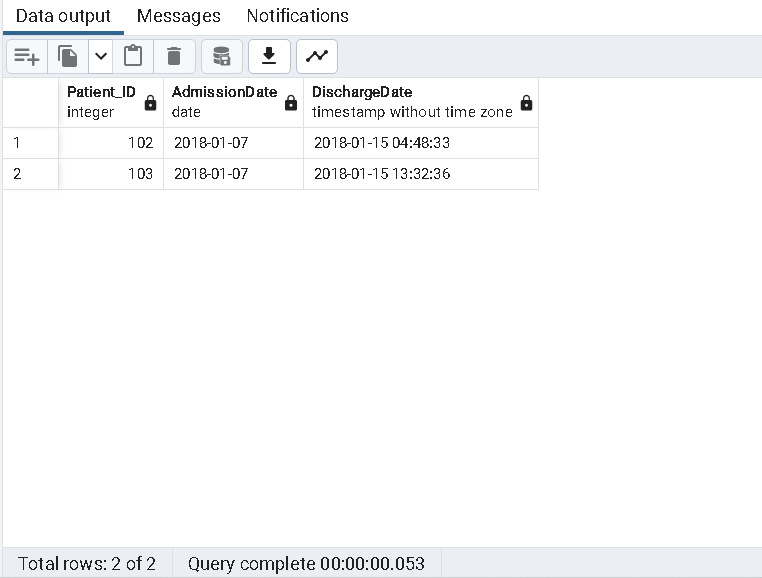 Data output Messages Notifications
Patient_ID AdmissionDate DischargeDate
integer date timestamp without time zone
1 102 2018-01-07 2018-01-15 04:48:33
2 103 2018-01-07 2018-01-15 13:32:36
Total rows: 2 of 2 Query complete 00:00:00.053